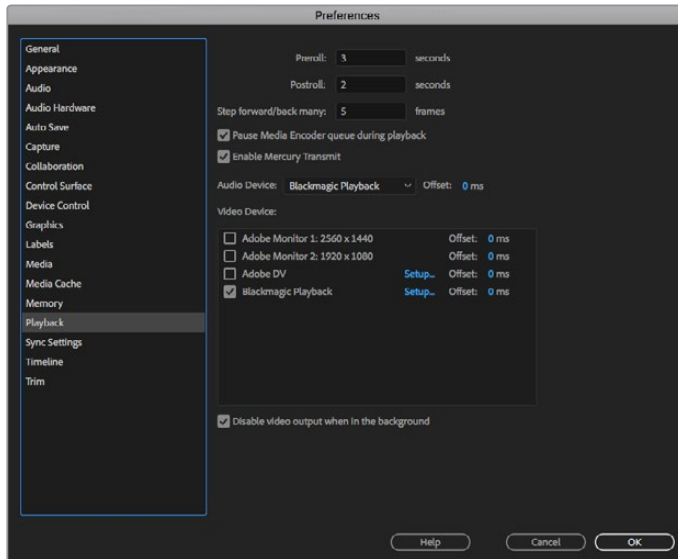 Preferences
General
Appearance
Audio
Audio Hardware
Auto Save
Capture
Collaboration
Control Surface
Device Control
Graphics
Labels
Media
Media Cache
Memory
Playback
Sync Settings
Timeline
Trim
Preroll: 3 seconds
Postroll: 2 seconds
Step forward/back many: 5 frames
Pause Media Encoder queue during playback
Enable Mercury Transmit
Audio Device: Blackmagic Playback Offset: 0 ms
Video Device:
Adobe Monitor 1: 2560 x 1440 Offset: 0 ms
Adobe Monitor 2: 1920 x 1080 Offset: 0 ms
Adobe DV Setup... Offset: 0 ms
Blackmagic Playback Setup... Offset: 0 ms
Disable video output when in the background
Help Cancel OK